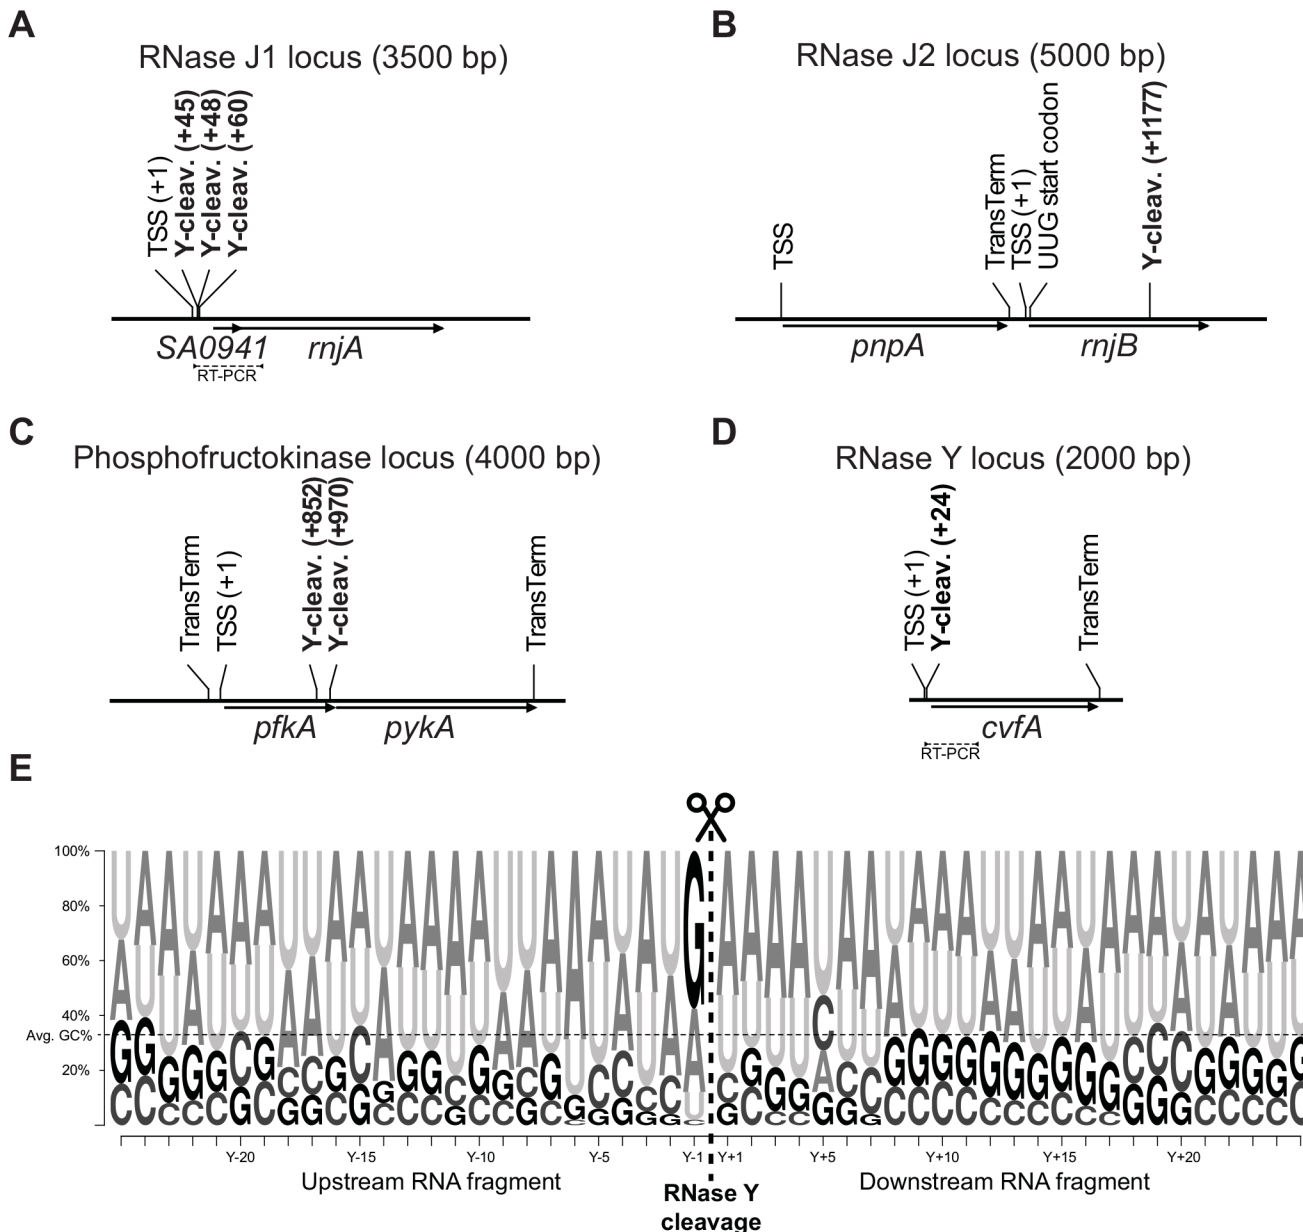 A
RNase J1 locus (3500 bp)
TSS (+1)
Y-cleav. (+45)
Y-cleav. (+48)
Y-cleav. (+60)
SA0941
rnjA
RT-PCR
B
RNase J2 locus (5000 bp)
TSS
TransTerm
TSS (+1)
UUG start codon
Y-cleav. (+1177)
pnpA
rnjB
C
Phosphofructokinase locus (4000 bp)
TransTerm
TSS (+1)
Y-cleav. (+852)
Y-cleav. (+970)
TransTerm
pfkA
pykA
D
RNase Y locus (2000 bp)
TSS (+1)
Y-cleav. (+24)
TransTerm
cvfA
RT-PCR
E
100%
80%
60%
40%
Avg. GC%
20%
Y-20 Y-15 Y-10 Y-5 Y-1 Y+1 Y+5 Y+10 Y+15 Y+20
Upstream RNA fragment
Downstream RNA fragment
RNase Y
cleavage